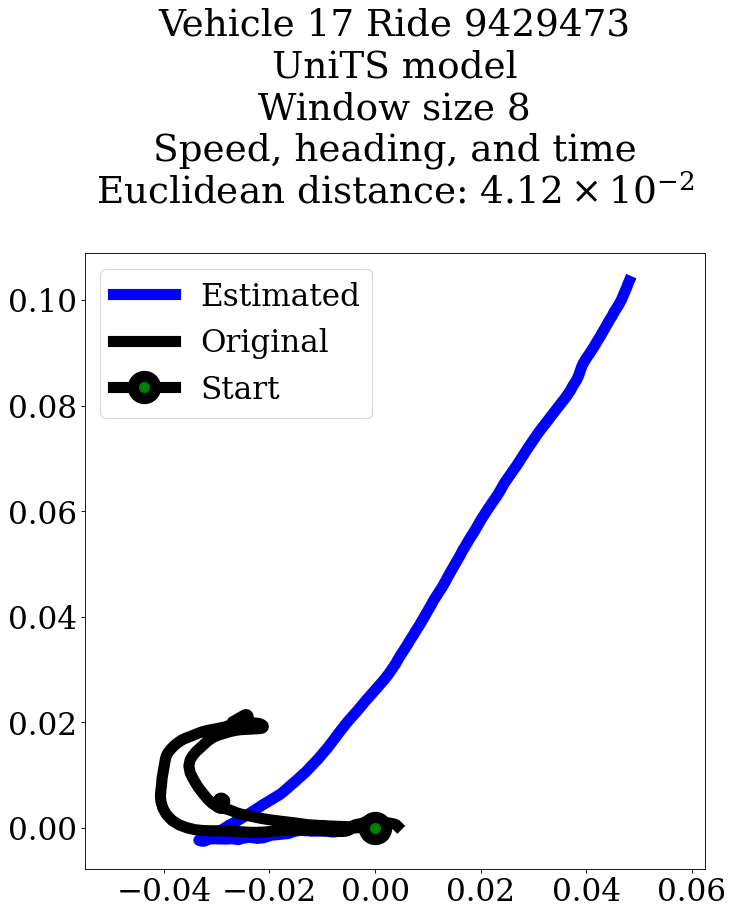 Vehicle 17 Ride 9429473
UniTS model
Window size 8
Speed, heading, and time
Euclidean distance: 4.12 × 10⁻²
Estimated
Original
Start
0.10
0.08
0.06
0.04
0.02
0.00
−0.04 −0.02 0.00 0.02 0.04 0.06